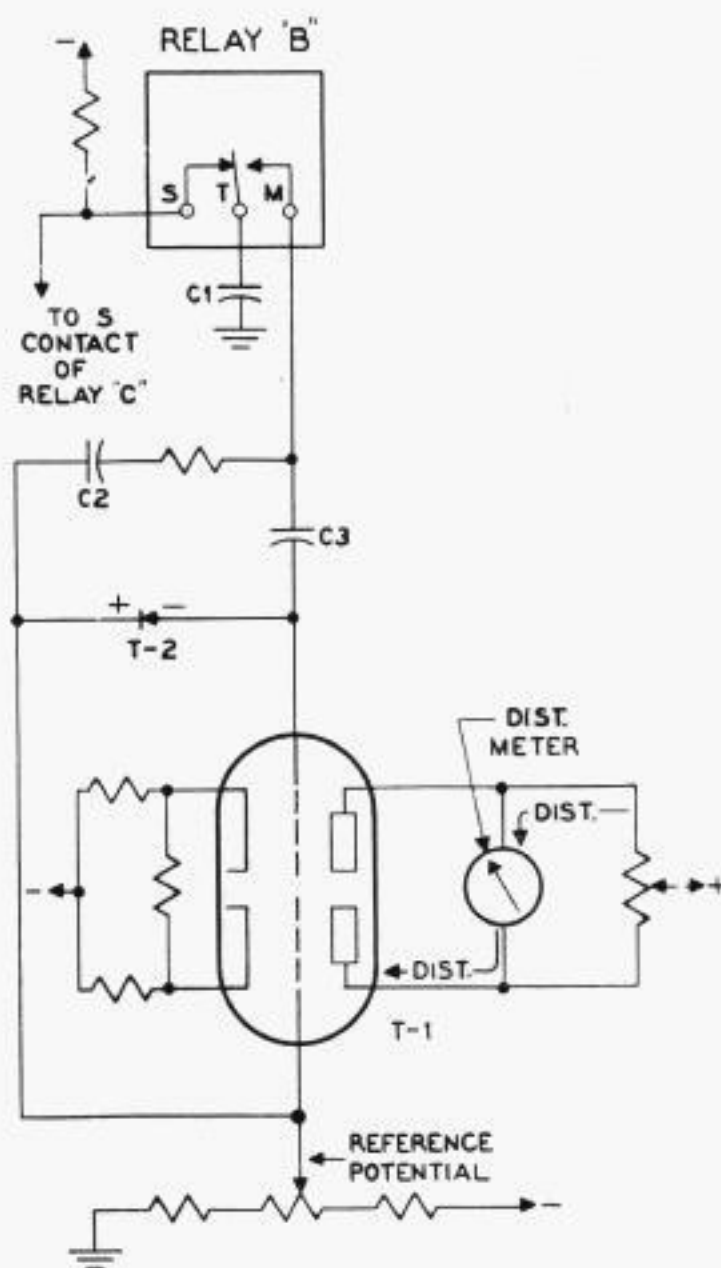 RELAY "B"
-
S T M
C1
TO S
CONTACT
OF
RELAY "C"
C2
C3
+ -
T-2
DIST.
METER
DIST.
- +
DIST.
T-1
REFERENCE
POTENTIAL
-